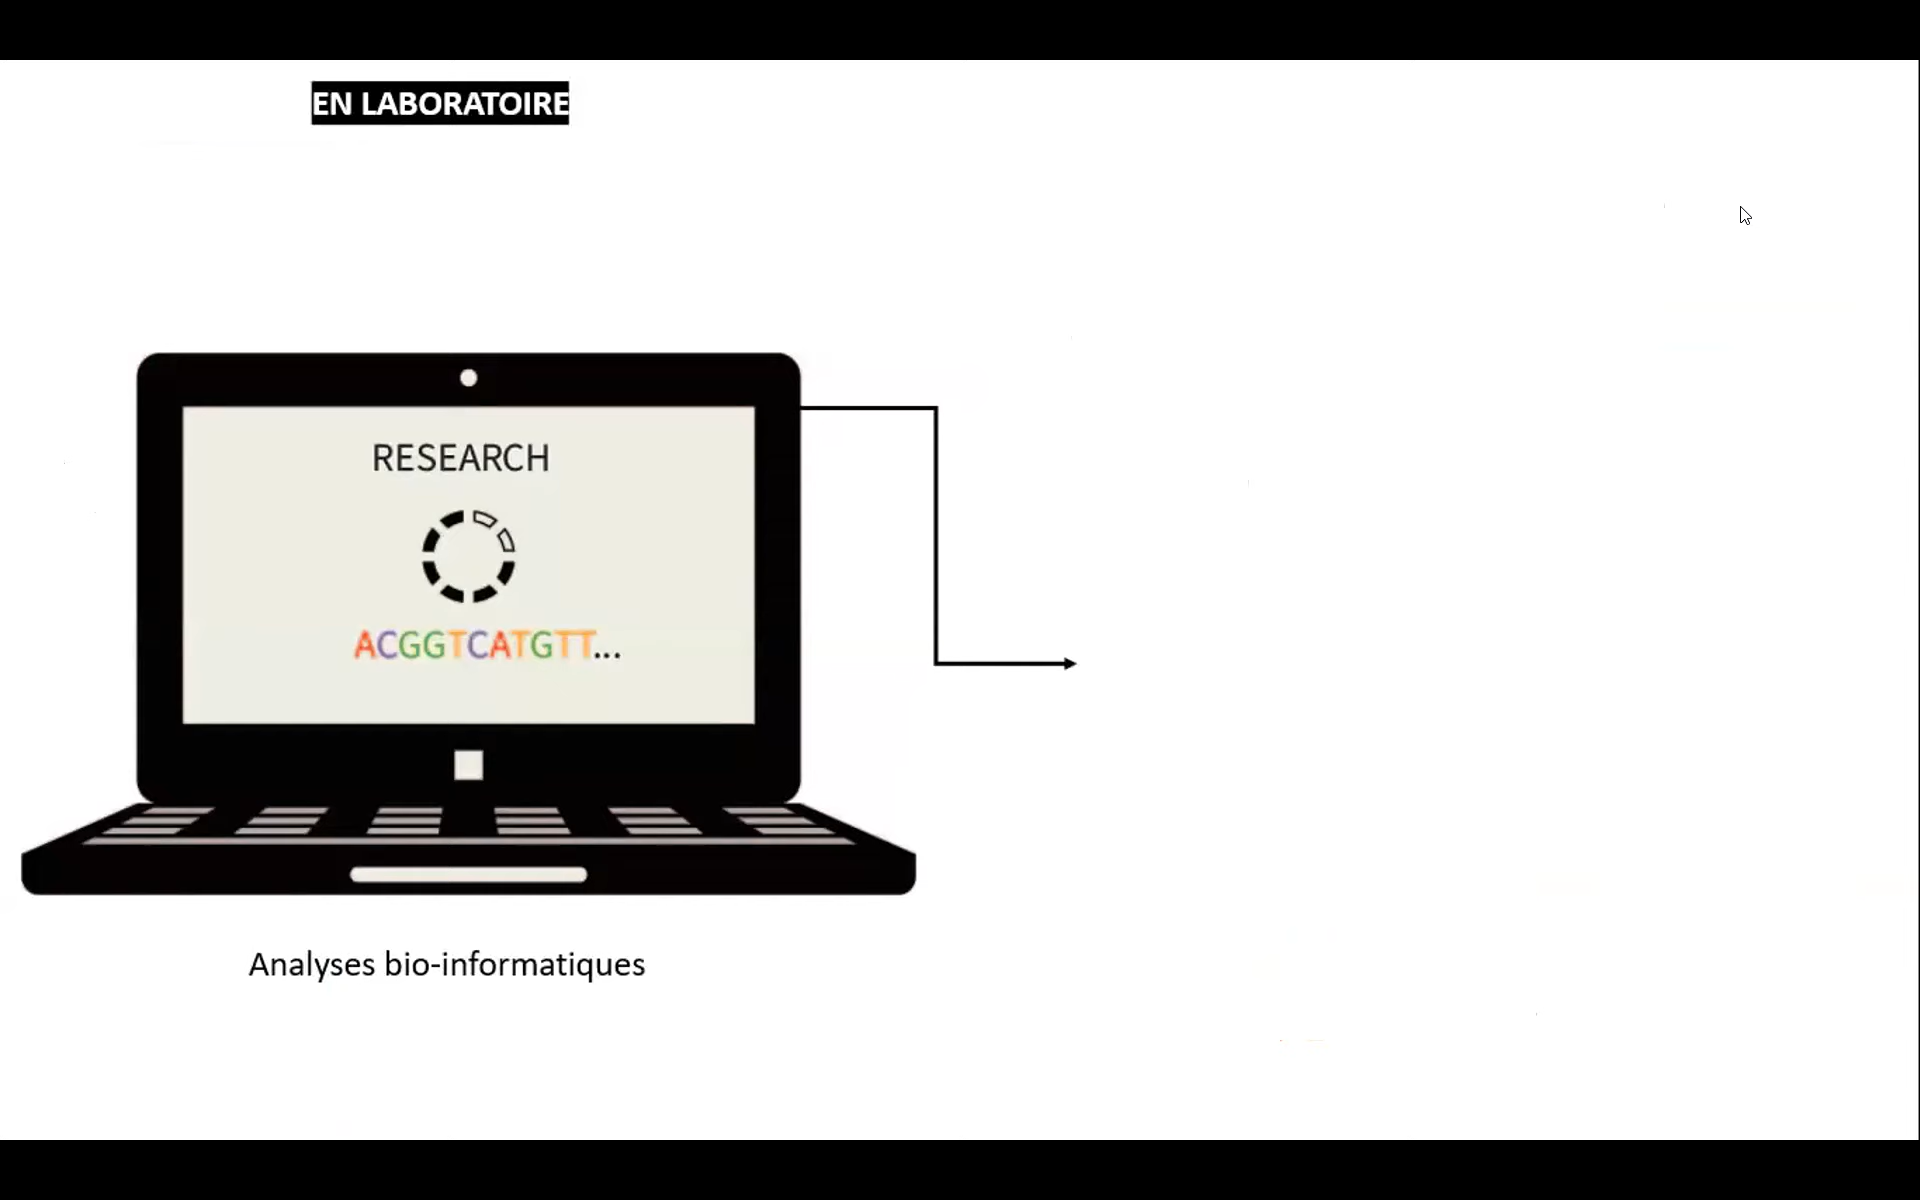 EN LABORATOIRE
RESEARCH
ACGGTCATGTT...
Analyses bio-informatiques